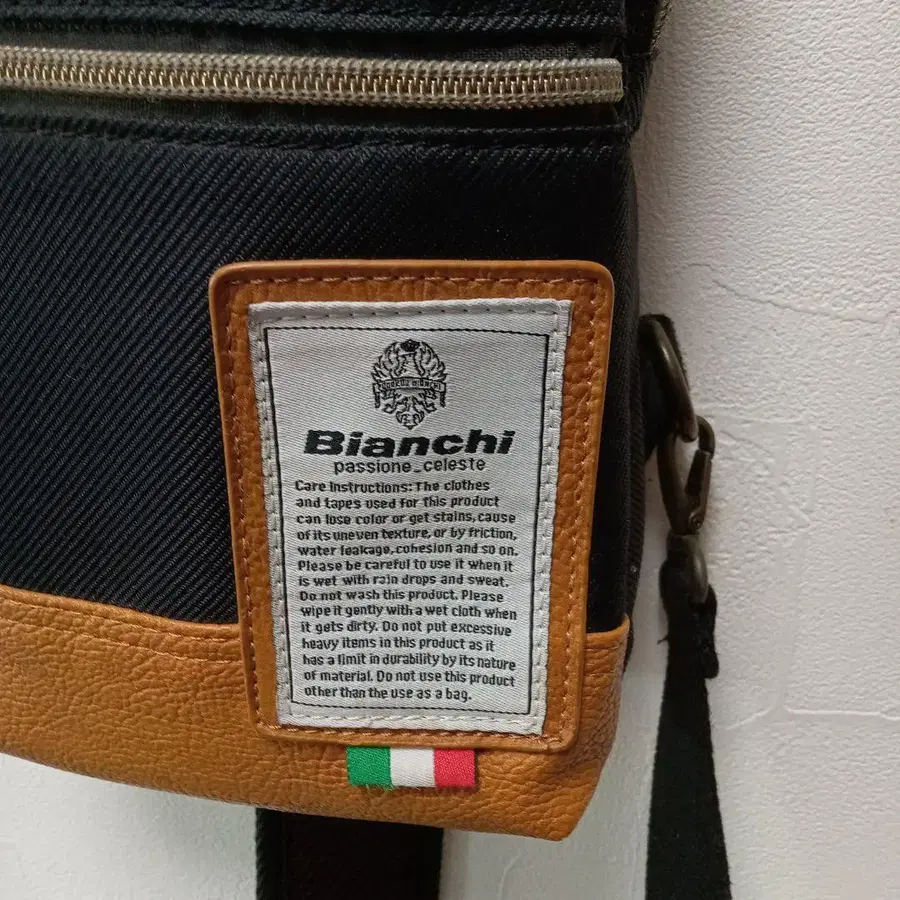 EDOARDO BIANCHI
Bianchi
passione_celeste
Care Instructions: The clothes
and tapes used for this product
can lose color or get stains, cause
of its uneven texture, or by friction,
water leakage, cohesion and so on.
Please be careful to use it when it
is wet with rain drops and sweat.
Do not wash this product. Please
wipe it gently with a wet cloth when
it gets dirty. Do not put excessive
heavy items in this product as it
has a limit in durability by its nature
of material. Do not use this product
other than the use as a bag.